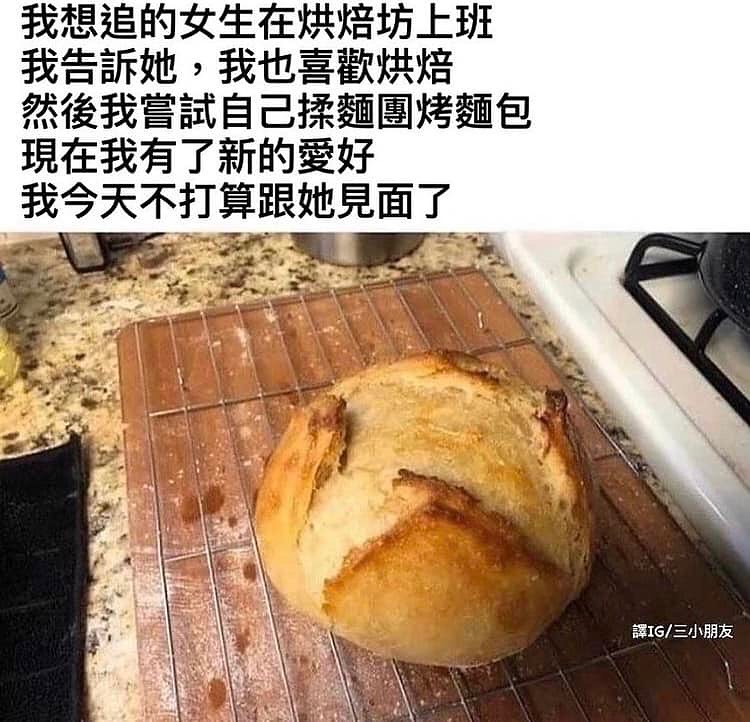 我想追的女生在烘焙坊上班
我告訴她，我也喜歡烘焙
然後我嘗試自己揉麵團烤麵包
現在我有了新的愛好
我今天不打算跟她見面了
譯IG/三小朋友